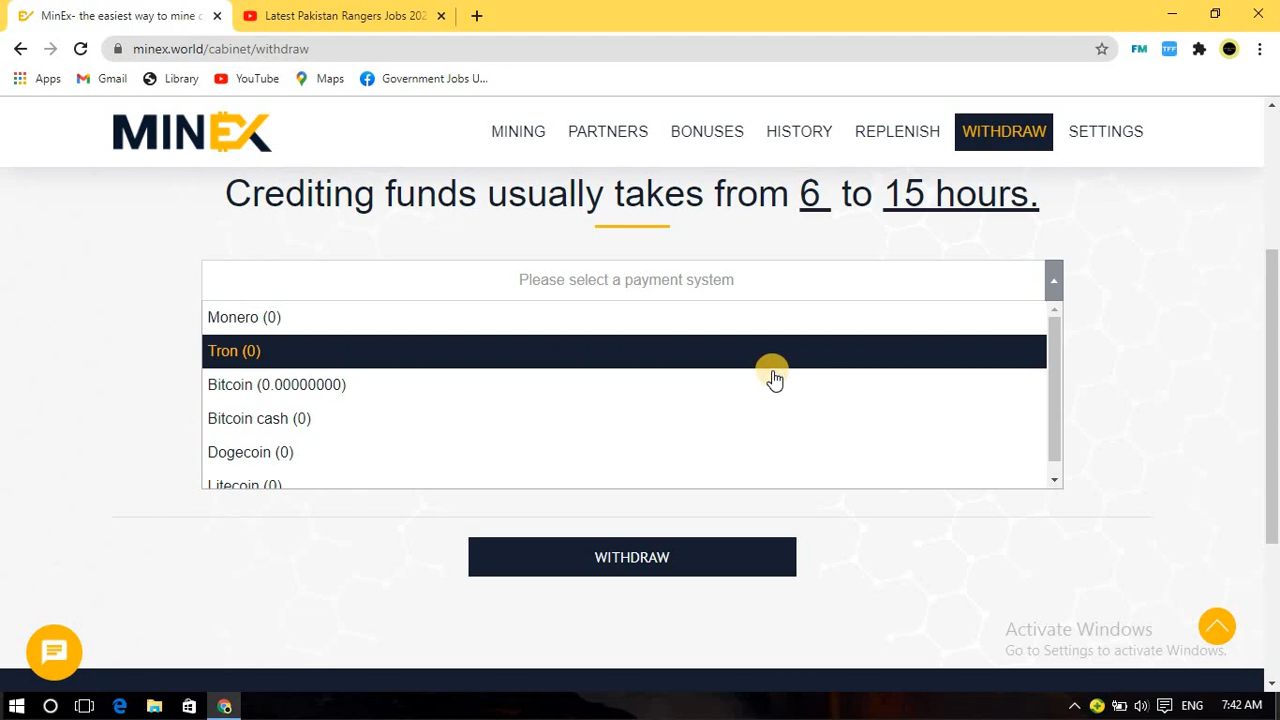 MinEx- the easiest way to mine c
Latest Pakistan Rangers Jobs 202
minex.world/cabinet/withdraw
FM
TFF
Apps
Gmail
Library
YouTube
Maps
Government Jobs U...
MINEX
MINING
PARTNERS
BONUSES
HISTORY
REPLENISH
WITHDRAW
SETTINGS
Crediting funds usually takes from 6 to 15 hours.
Please select a payment system
Monero (0)
Tron (0)
Bitcoin (0.00000000)
Bitcoin cash (0)
Dogecoin (0)
Litecoin (0)
WITHDRAW
Activate Windows
Go to Settings to activate Windows.
ENG
7:42 AM